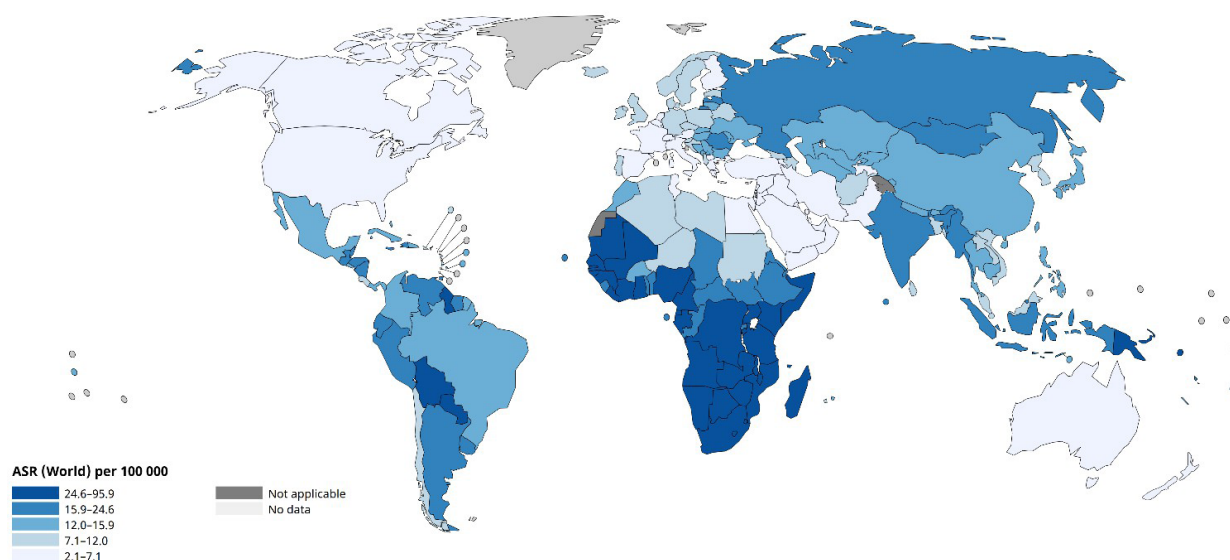 ASR (World) per 100 000
24.6–95.9
15.9–24.6
12.0–15.9
7.1–12.0
2.1–7.1
Not applicable
No data